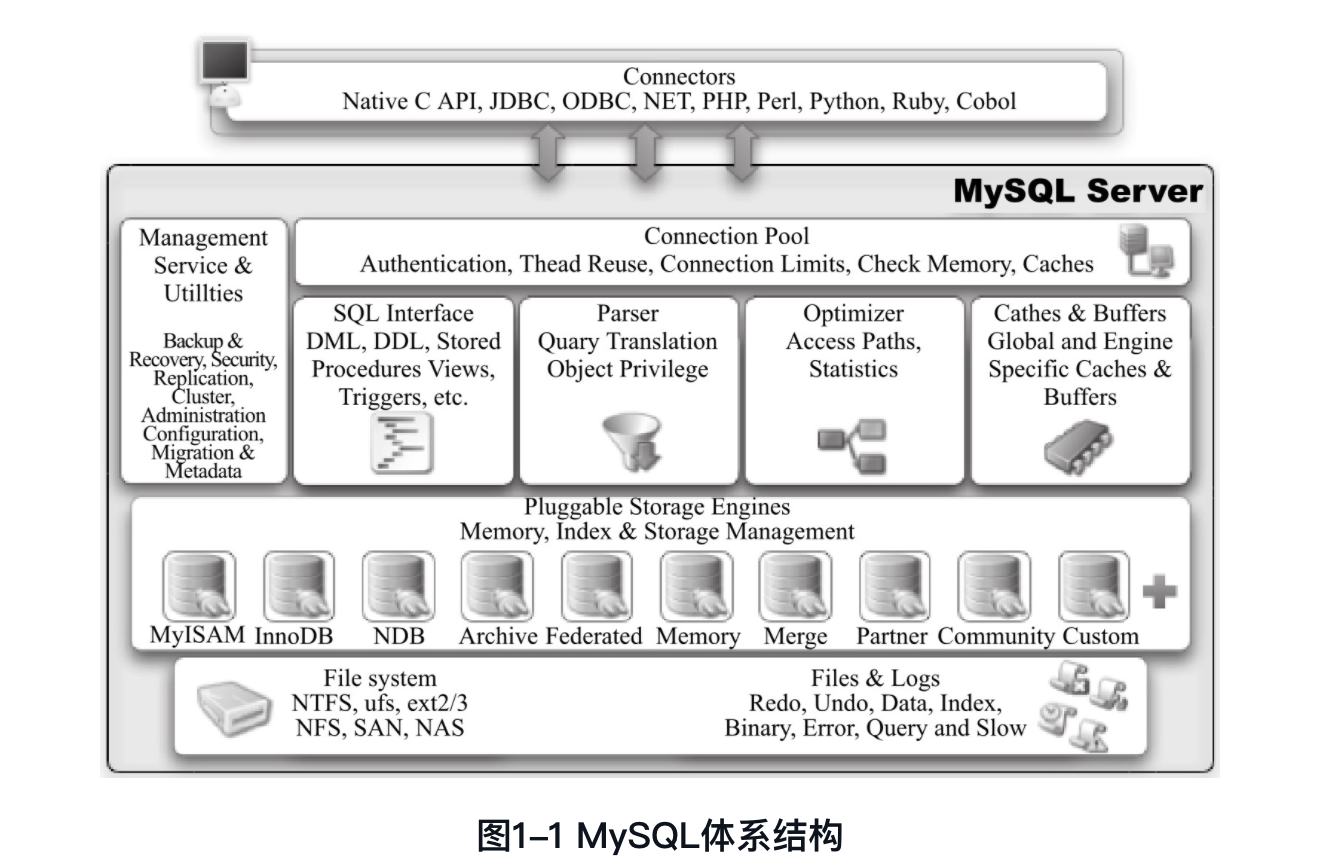 Connectors
Native C API, JDBC, ODBC, NET, PHP, Perl, Python, Ruby, Cobol
MySQL Server
Management
Service &
Utillties
Backup &
Recovery, Security,
Replication,
Cluster,
Administration
Configuration,
Migration &
Metadata
Connection Pool
Authentication, Thead Reuse, Connection Limits, Check Memory, Caches
SQL Interface
DML, DDL, Stored
Procedures Views,
Triggers, etc.
Parser
Quary Translation
Object Privilege
Optimizer
Access Paths,
Statistics
Cathes & Buffers
Global and Engine
Specific Caches &
Buffers
Pluggable Storage Engines
Memory, Index & Storage Management
MyISAM InnoDB NDB Archive Federated Memory Merge Partner Community Custom
File system
NTFS, ufs, ext2/3
NFS, SAN, NAS
Files & Logs
Redo, Undo, Data, Index,
Binary, Error, Query and Slow
图1–1 MySQL体系结构